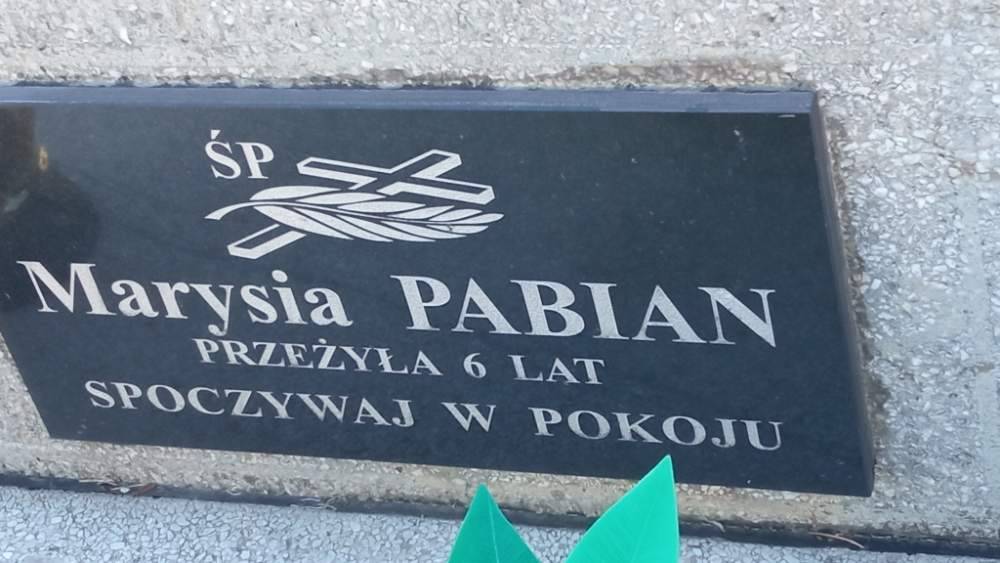 ŚP
Marysia PABIAN
PRZEŻYŁA 6 LAT
SPOCZYWAJ W POKOJU